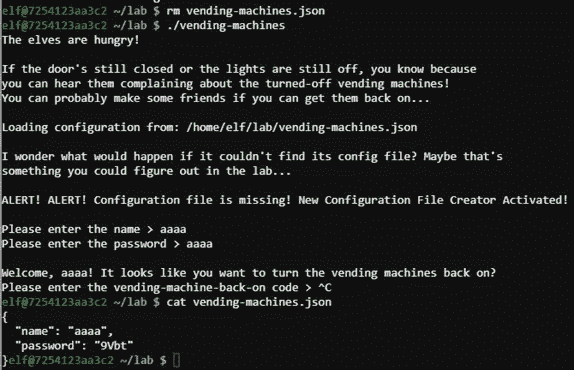 elf@7254123aa3c2 ~/lab $ rm vending-machines.json
elf@7254123aa3c2 ~/lab $ ./vending-machines
The elves are hungry!
If the door's still closed or the lights are still off, you know because
you can hear them complaining about the turned-off vending machines!
You can probably make some friends if you can get them back on...
Loading configuration from: /home/elf/lab/vending-machines.json
I wonder what would happen if it couldn't find its config file? Maybe that's
something you could figure out in the lab...
ALERT! ALERT! Configuration file is missing! New Configuration File Creator Activated!
Please enter the name > aaaa
Please enter the password > aaaa
Welcome, aaaa! It looks like you want to turn the vending machines back on?
Please enter the vending-machine-back-on code > ^C
elf@7254123aa3c2 ~/lab $ cat vending-machines.json
{
  "name": "aaaa",
  "password": "9Vbt"
}elf@7254123aa3c2 ~/lab $